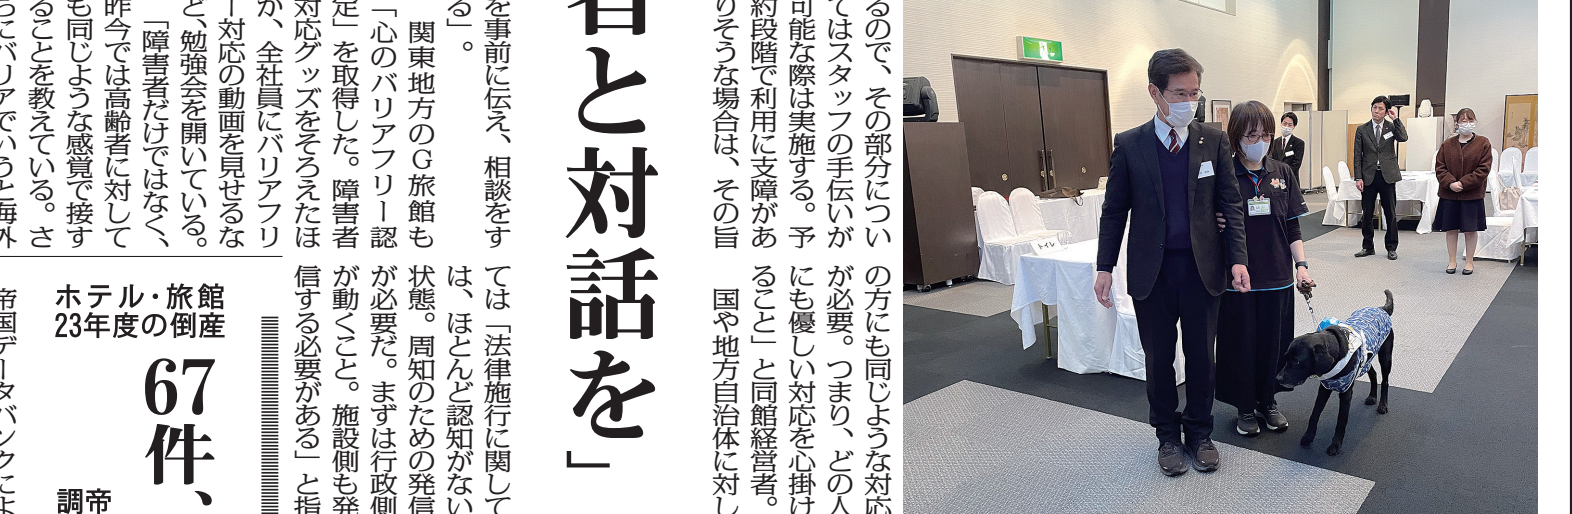 るので、その部分につい
てはスタッフの手伝いが
可能な際は実施する。予
約段階で利用に支障があ
りそうな場合は、その旨
者と対話を」
を事前に伝え、相談をす
る」。
関東地方のG旅館も
「心のバリアフリー認
定」を取得した。障害者
対応グッズをそろえたほ
か、全社員にバリアフリ
ー対応の動画を見せるな
ど、勉強会を開いている。
「障害者だけではなく、
昨今では高齢者に対して
も同じような感覚で接す
ることを教えている。さ
らにバリアでいうと海外
の方にも同じような対応
が必要。つまり、どの人
にも優しい対応を心掛け
ること」と同館経営者。
国や地方自治体に対し
ては「法律施行に関して
は、ほとんど認知がない
状態。周知のための発信
が必要だ。まずは行政側
が動くこと。施設側も発
信する必要がある」と指
ホテル・旅館
23年度の倒産
67件、
帝
調
帝国データバンクによ
トイレ